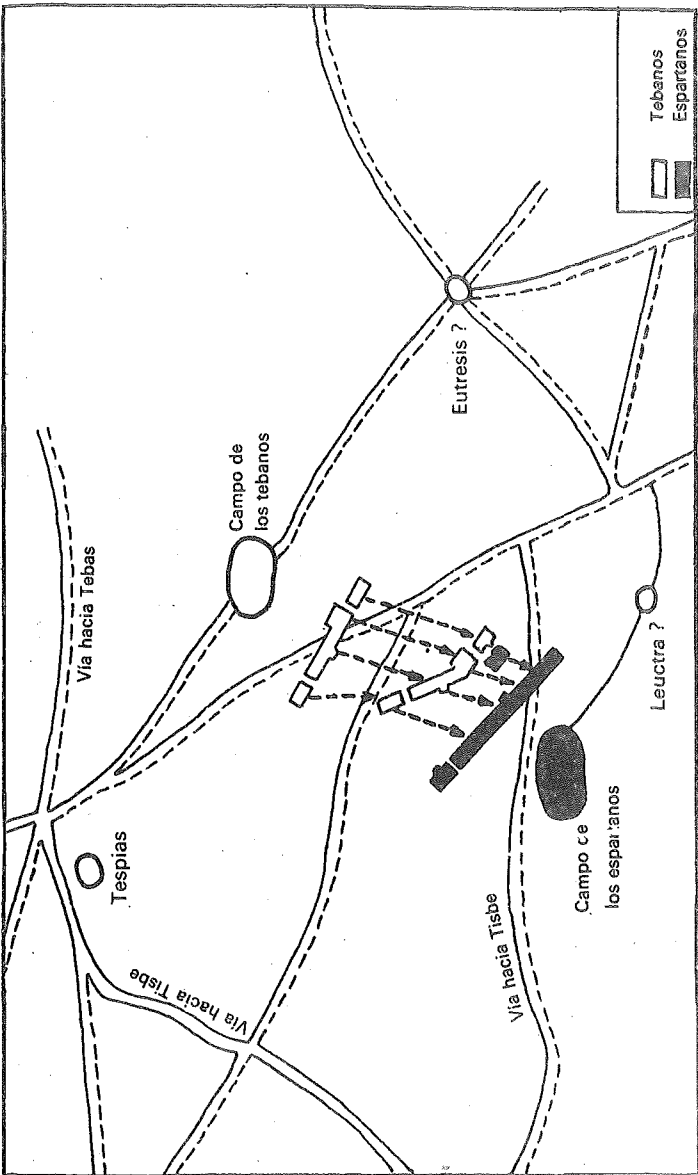 Vía hacia Tebas
Tespias
Vía hacia Tisbe
Campo de
los tebanos
Eutresis ?
Vía hacia Tisbe
Campo de
los espartanos
Leuctra ?
Tebanos
Espartanos